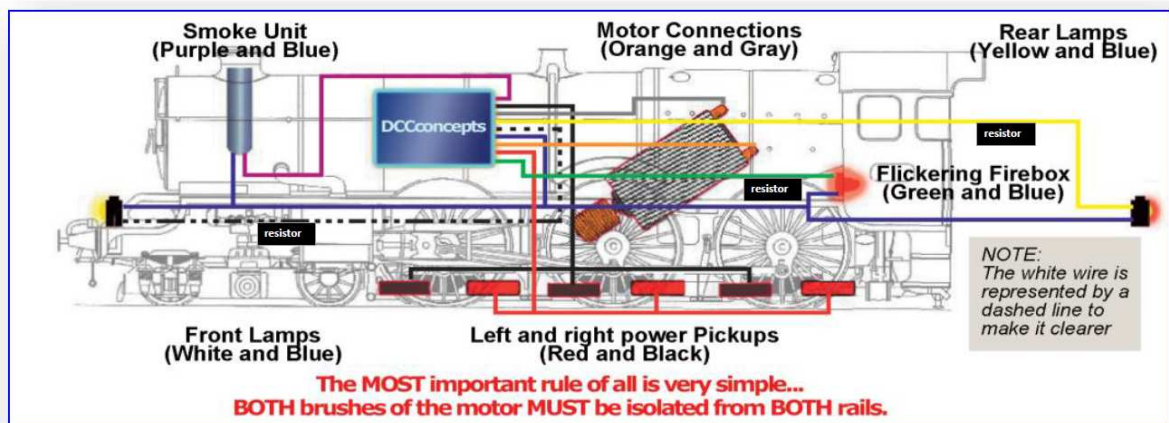 Smoke Unit
(Purple and Blue)
Motor Connections
(Orange and Gray)
Rear Lamps
(Yellow and Blue)
DCCconcepts
resistor
Flickering Firebox
(Green and Blue)
resistor
resistor
NOTE:
The white wire is
represented by a
dashed line to
make it clearer
Front Lamps
(White and Blue)
Left and right power Pickups
(Red and Black)
The MOST important rule of all is very simple...
BOTH brushes of the motor MUST be isolated from BOTH rails.